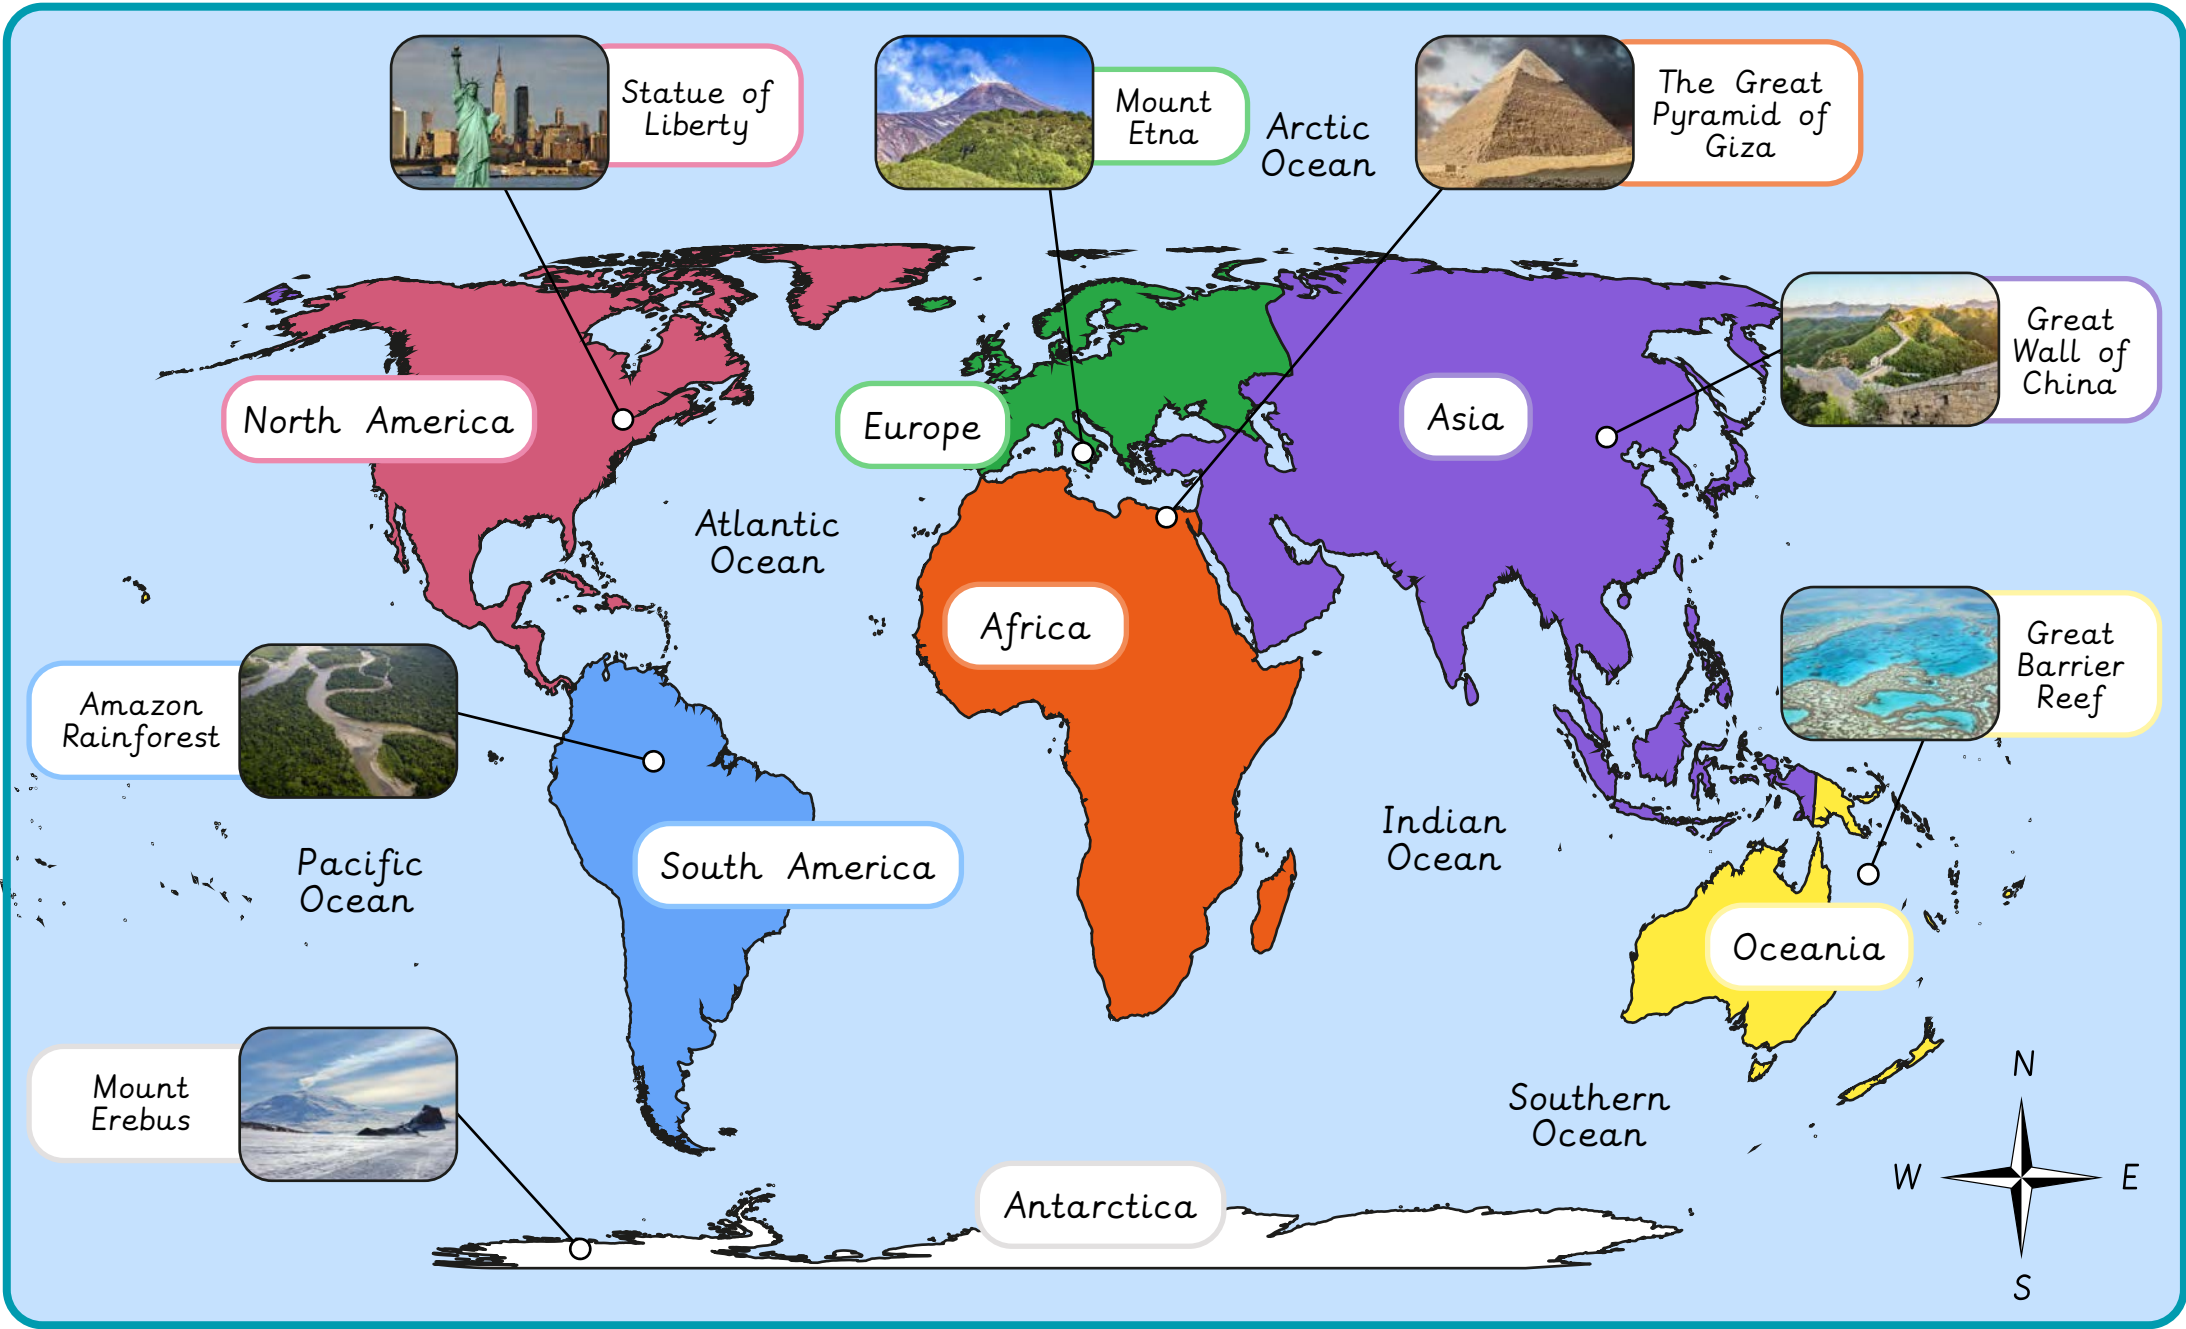 Statue of
Liberty
Mount
Etna
Arctic
Ocean
The Great
Pyramid of
Giza
Great
Wall of
China
North America
Europe
Asia
Atlantic
Ocean
Africa
Great
Barrier
Reef
Amazon
Rainforest
Pacific
Ocean
South America
Indian
Ocean
Oceania
Mount
Erebus
Southern
Ocean
Antarctica
N
W
E
S